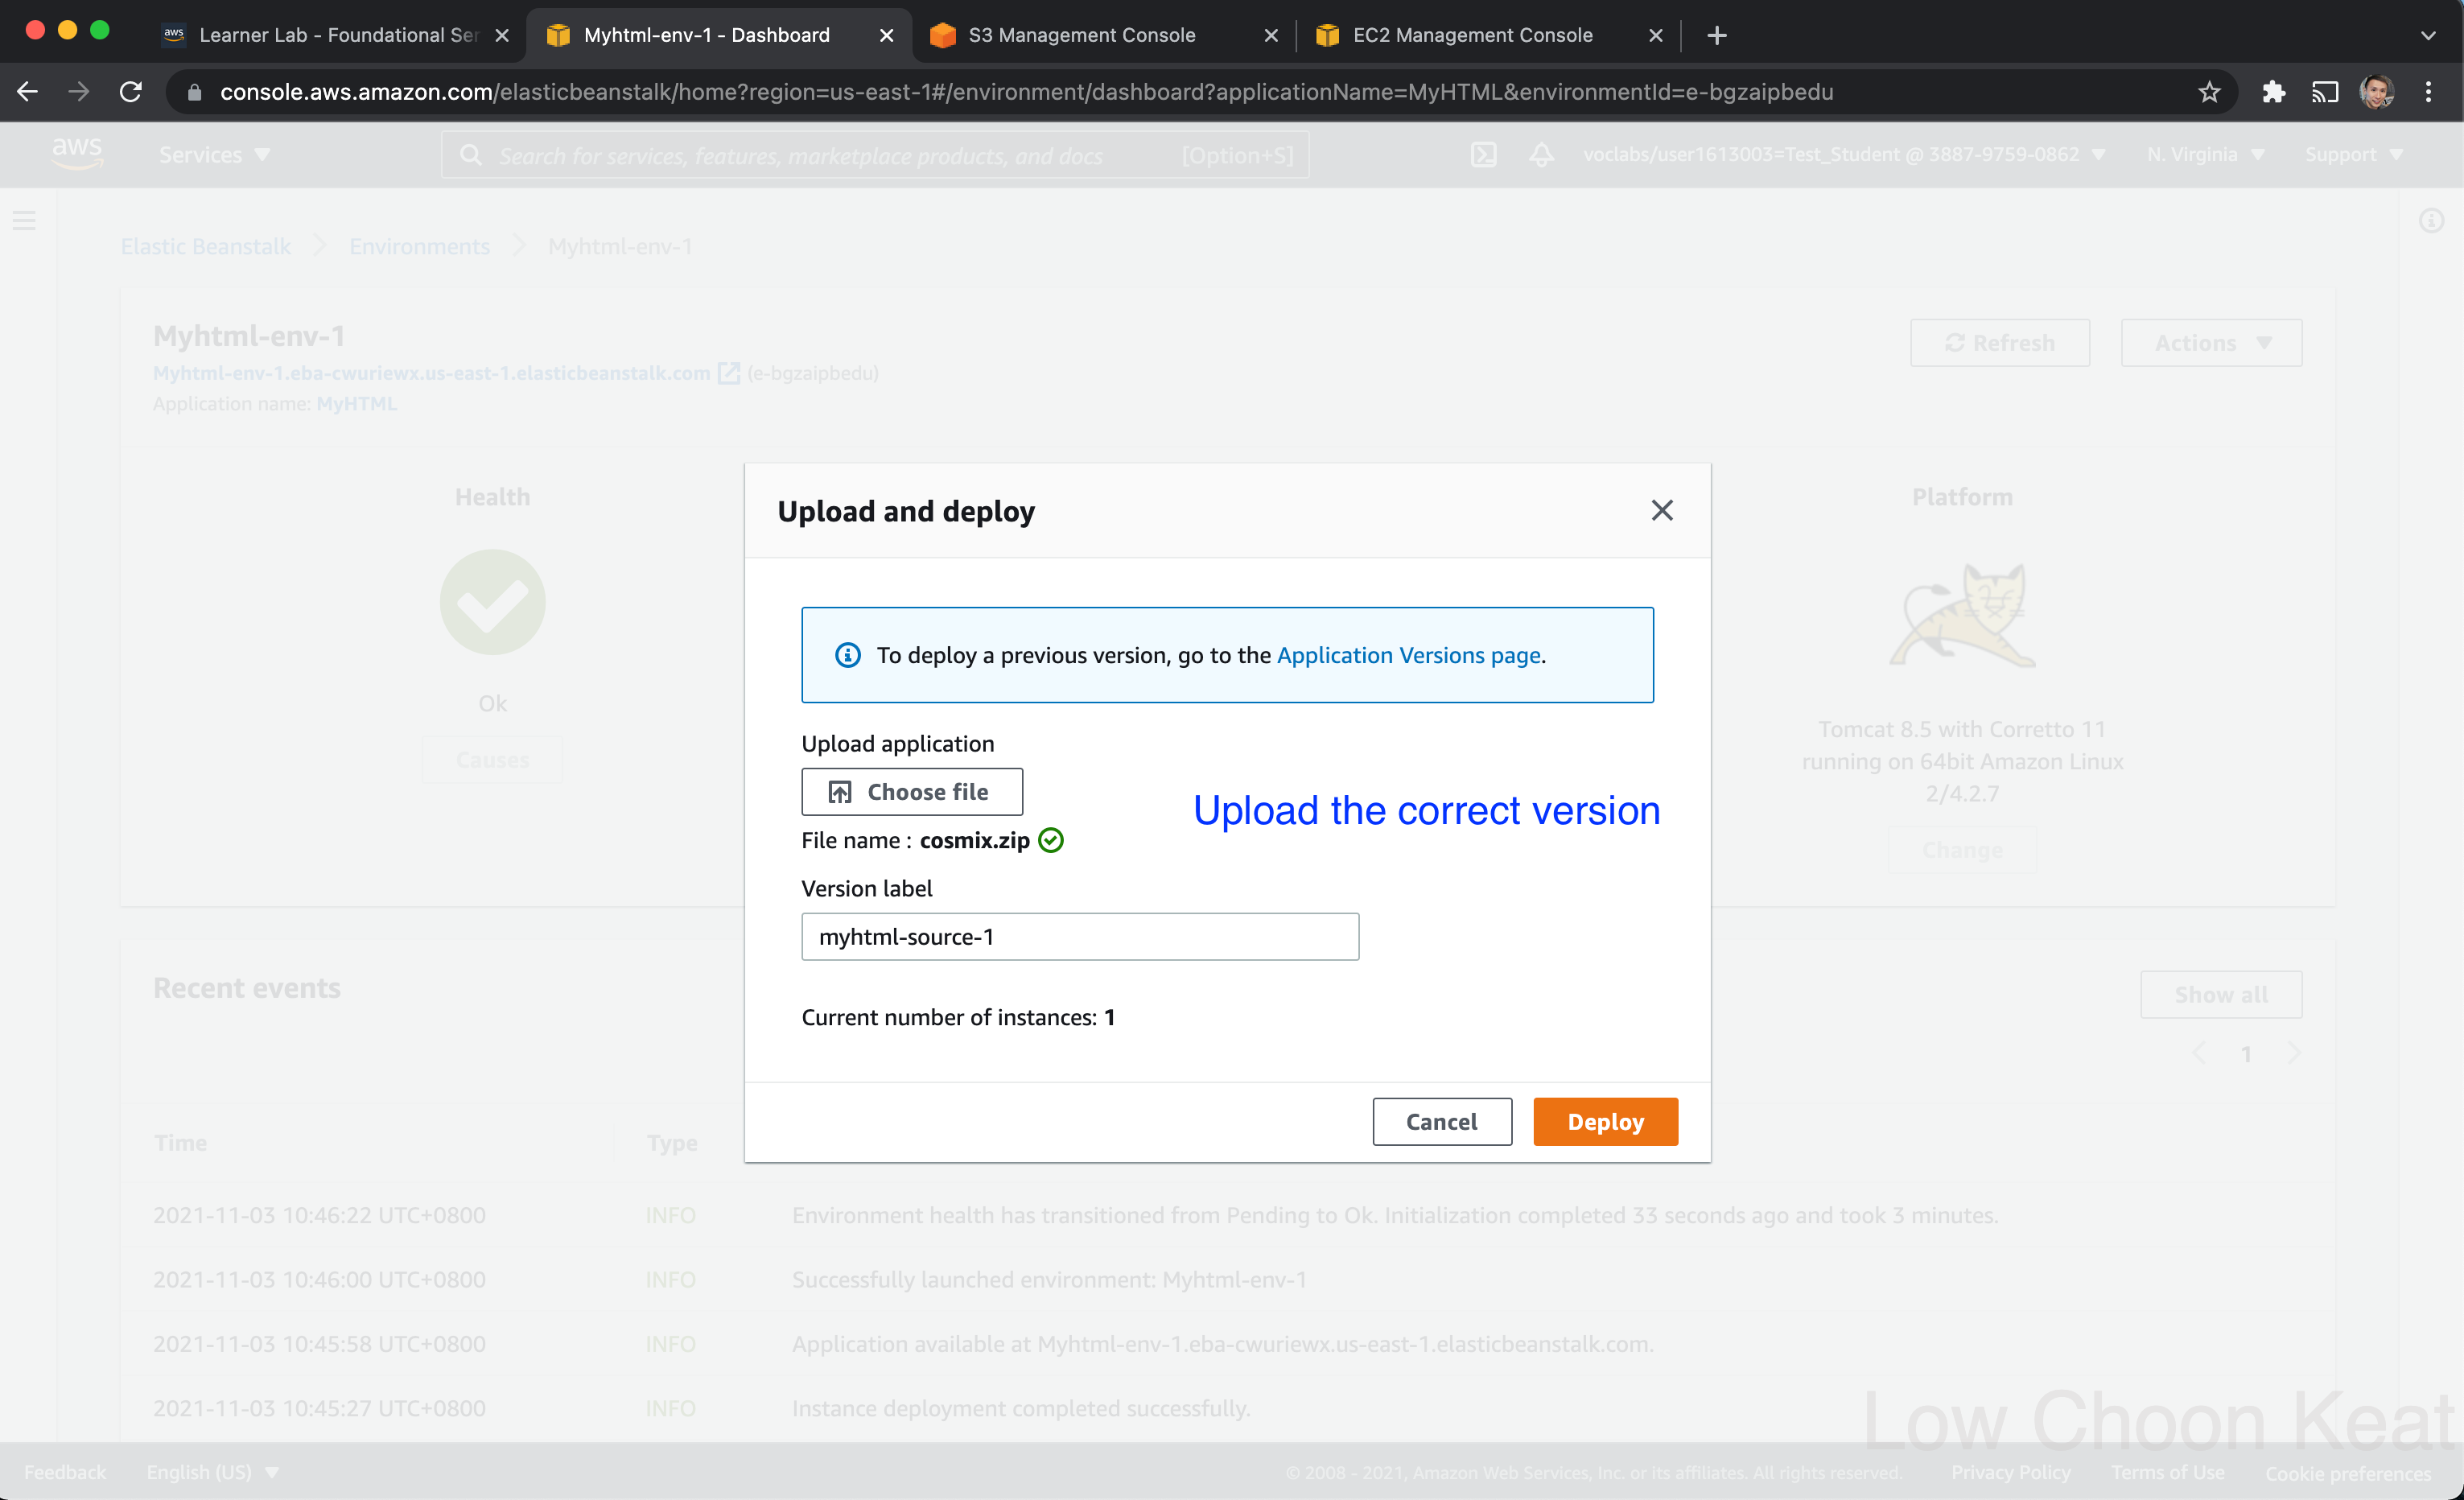 Learner Lab - Foundational Ser
Myhtml-env-1 - Dashboard
S3 Management Console
EC2 Management Console
console.aws.amazon.com/elasticbeanstalk/home?region=us-east-1#/environment/dashboard?applicationName=MyHTML&environmentId=e-bgzaipbedu
aws
Services
Search for services, features, marketplace products, and docs
[Option+S]
voclabs/user1613003=Test_Student @ 3887-9759-0862
N. Virginia
Support
Elastic Beanstalk
Environments
Myhtml-env-1
Myhtml-env-1
Refresh
Actions
Myhtml-env-1.eba-cwuriewx.us-east-1.elasticbeanstalk.com (e-bgzaipbedu)
Application name: MyHTML
Health
Ok
Causes
Platform
Tomcat 8.5 with Corretto 11
running on 64bit Amazon Linux
2/4.2.7
Change
Upload and deploy
To deploy a previous version, go to the Application Versions page.
Upload application
Choose file
Upload the correct version
File name : cosmix.zip
Version label
myhtml-source-1
Current number of instances: 1
Cancel
Deploy
Recent events
Show all
1
Time
Type
2021-11-03 10:46:22 UTC+0800 INFO Environment health has transitioned from Pending to Ok. Initialization completed 33 seconds ago and took 3 minutes.
2021-11-03 10:46:00 UTC+0800 INFO Successfully launched environment: Myhtml-env-1
2021-11-03 10:45:58 UTC+0800 INFO Application available at Myhtml-env-1.eba-cwuriewx.us-east-1.elasticbeanstalk.com.
2021-11-03 10:45:27 UTC+0800 INFO Instance deployment completed successfully.
Low Choon Keat
Feedback
English (US)
© 2008 - 2021, Amazon Web Services, Inc. or its affiliates. All rights reserved.
Privacy Policy
Terms of Use
Cookie preferences